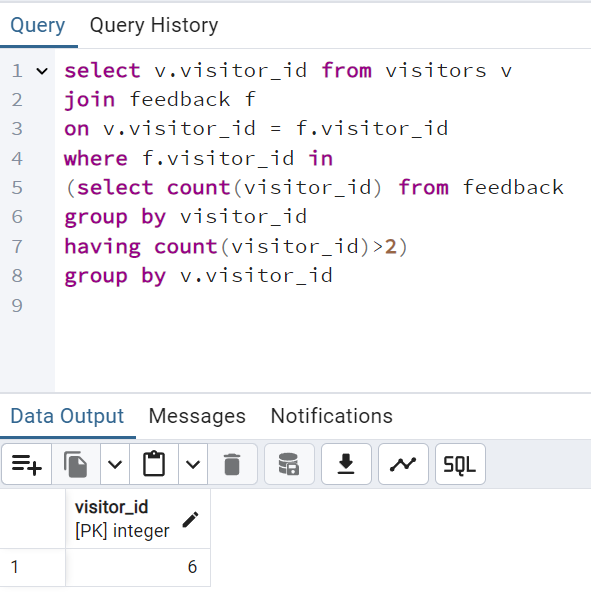 Query Query History
1 select v.visitor_id from visitors v
2 join feedback f
3 on v.visitor_id = f.visitor_id
4 where f.visitor_id in
5 (select count(visitor_id) from feedback
6 group by visitor_id
7 having count(visitor_id)>2)
8 group by v.visitor_id
9
Data Output Messages Notifications
SQL
visitor_id
[PK] integer
1 6